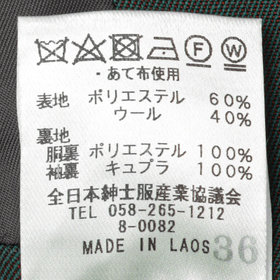 F W
・あて布使用
表地 ポリエステル 60%
ウール 40%
裏地
胴裏 ポリエステル 100%
袖裏 キュプラ 100%
全日本紳士服産業協議会
TEL 058-265-1212
8-0082
MADE IN LAOS 36